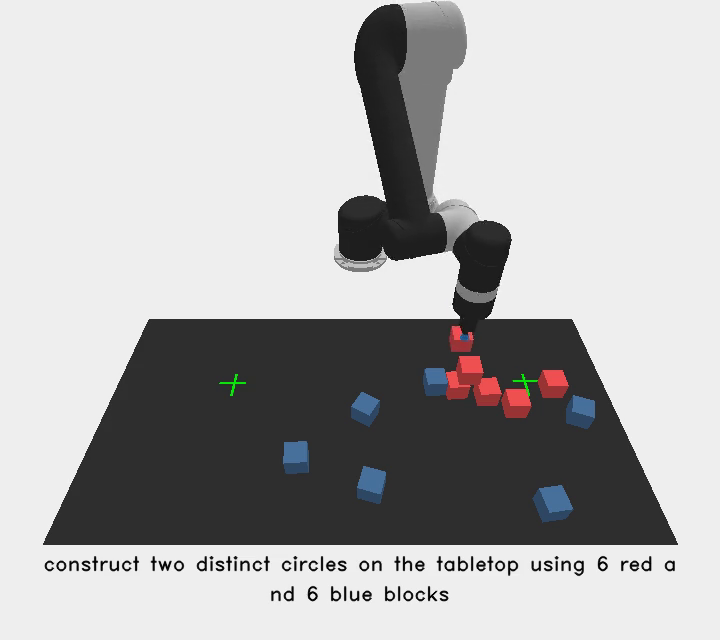 construct two distinct circles on the tabletop using 6 red a
nd 6 blue blocks